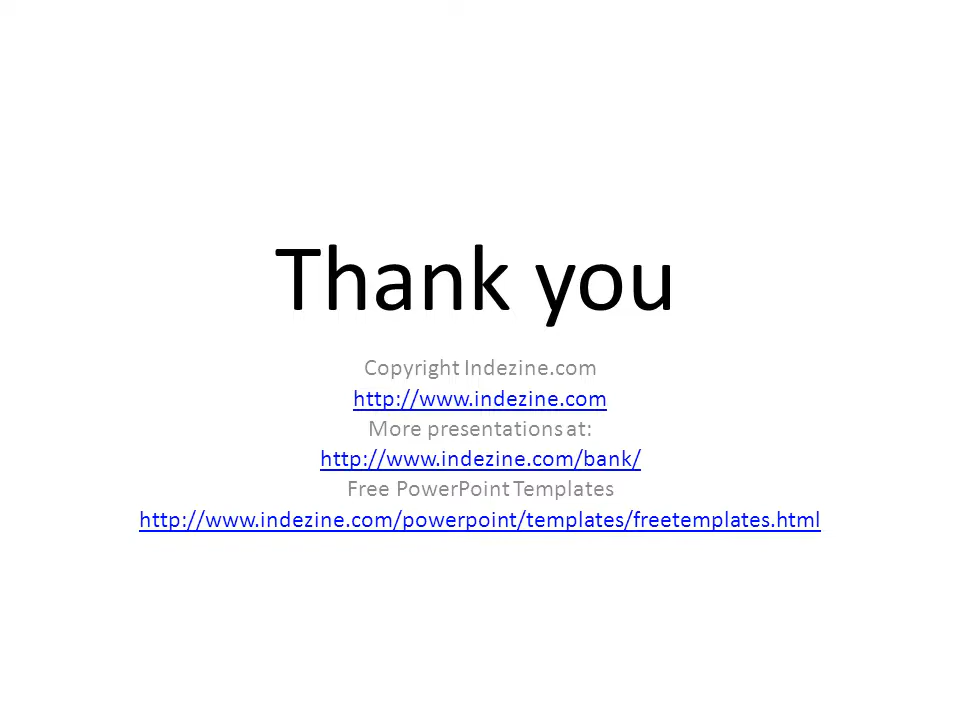 Thank you
Copyright Indezine.com
http://www.indezine.com
More presentations at:
http://www.indezine.com/bank/
Free PowerPoint Templates
http://www.indezine.com/powerpoint/templates/freetemplates.html